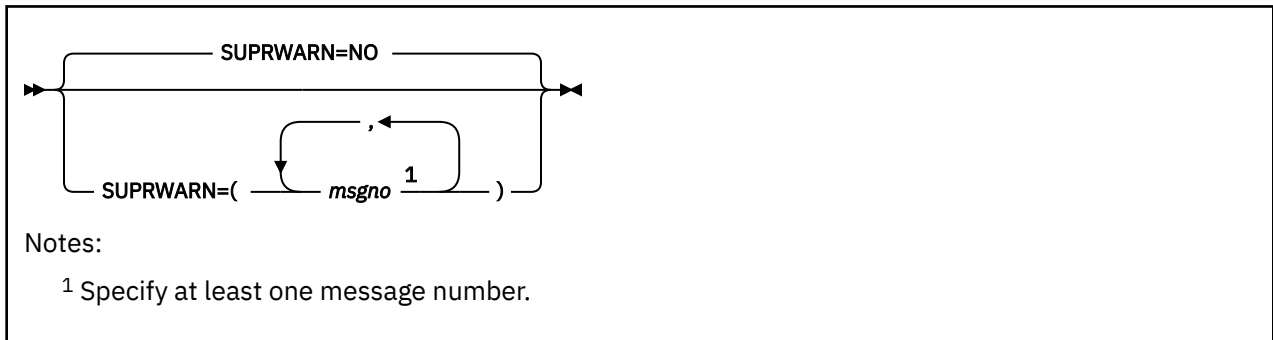 SUPRWARN=NO
,
SUPRWARN=( msgno 1 )
Notes:
1 Specify at least one message number.